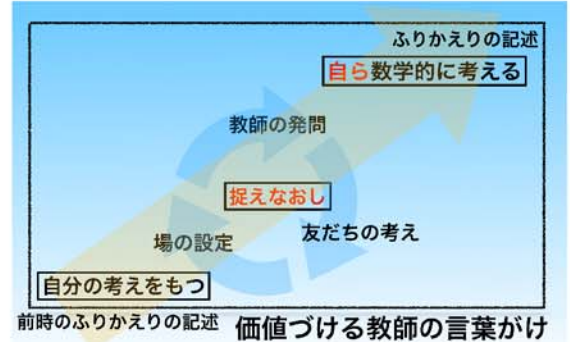 ふりかえりの記述
自ら数学的に考える
教師の発問
捉えなおし
友だちの考え
場の設定
自分の考えをもつ
前時のふりかえりの記述
価値づける教師の言葉がけ